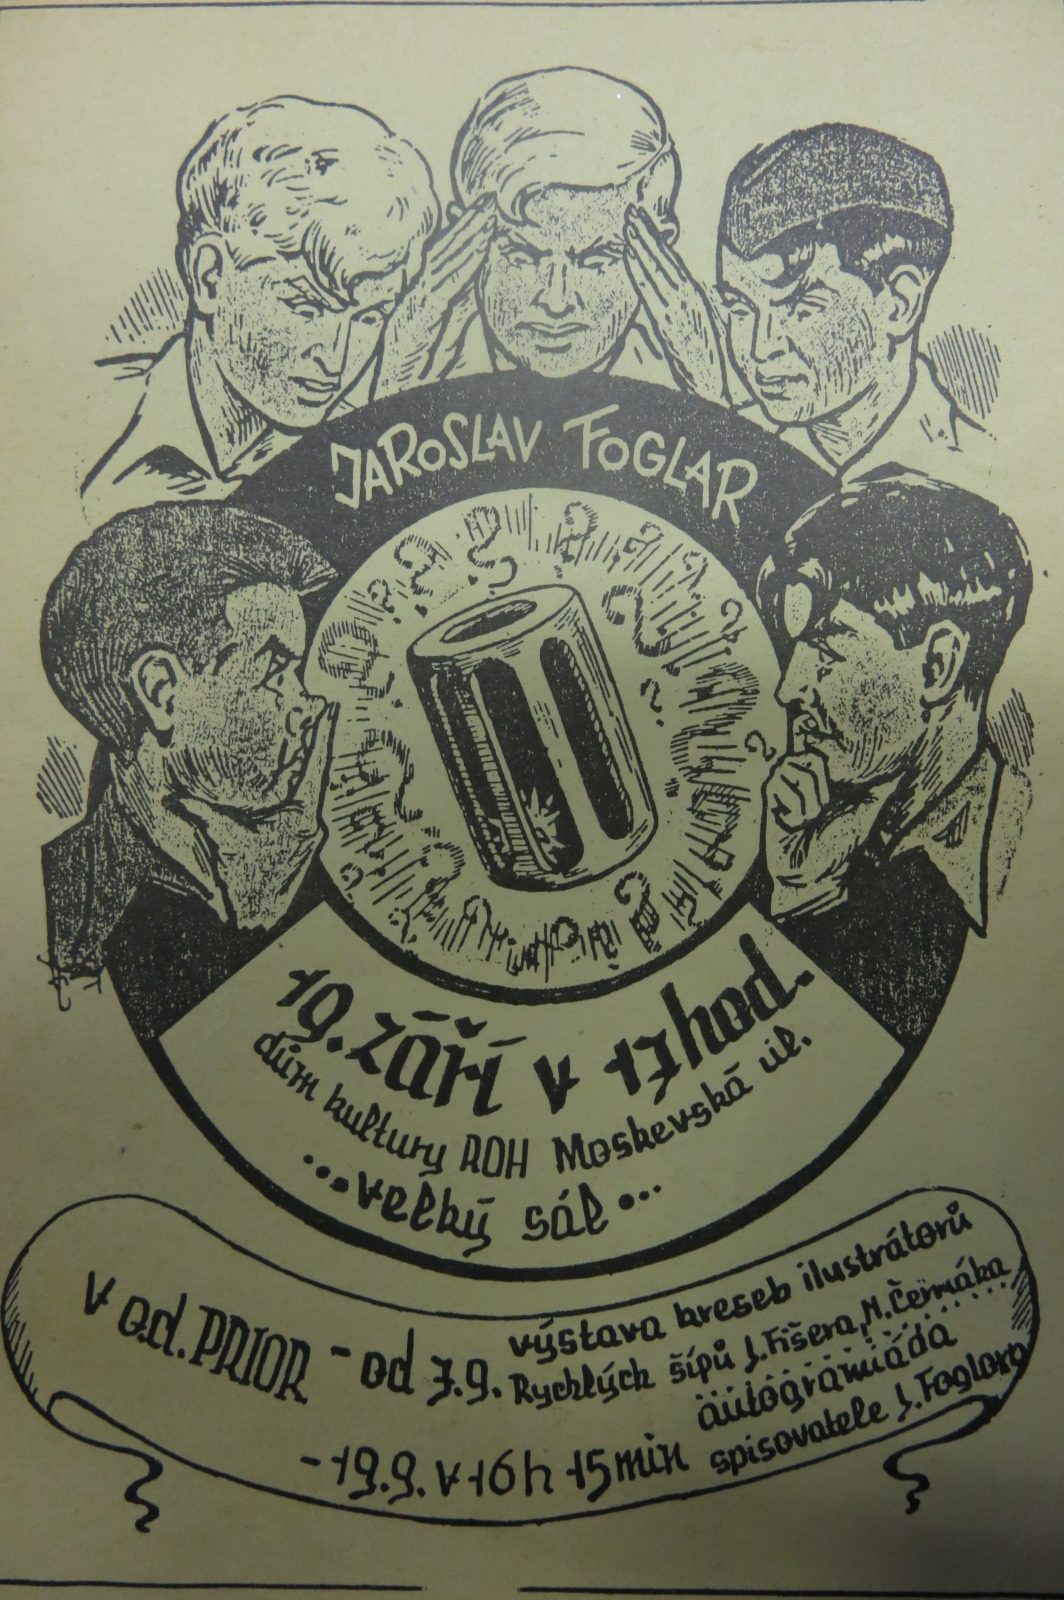 JAROSLAV FOGLAR
19. září v 17 hod.
dům kultury ROH Moskevská ul.
...velký sál...
v o.d. PRIOR - od 7.9. výstava kreseb ilustrátorů
Rychlých šípů J. Fišera, M. Čermáka
- 19.9. v 16 h 15 min autogramiáda
spisovatele J. Foglara